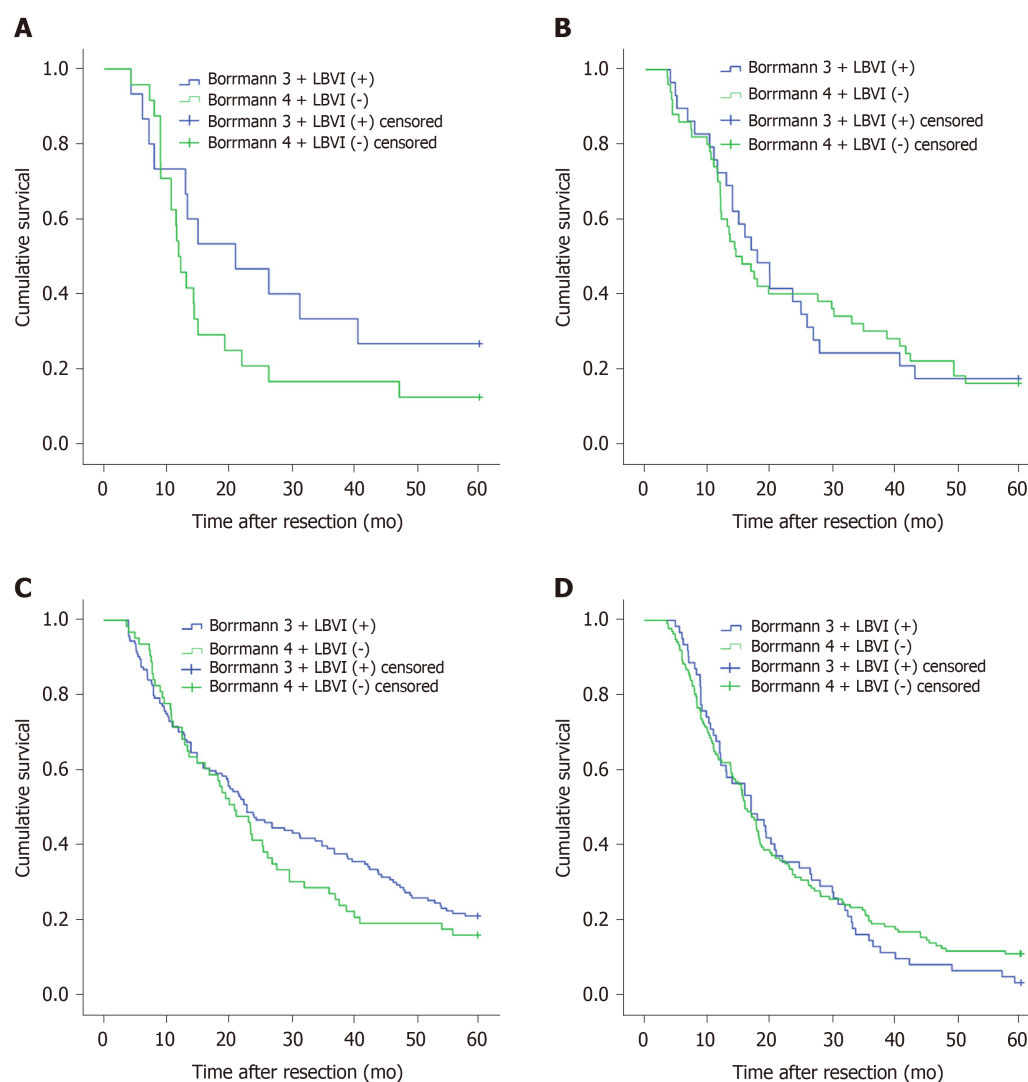 A
Cumulative survical
1.0
0.8
0.6
0.4
0.2
0.0
Borrmann 3 + LBVI (+)
Borrmann 4 + LBVI (-)
Borrmann 3 + LBVI (+) censored
Borrmann 4 + LBVI (-) censored
0 10 20 30 40 50 60
Time after resection (mo)
B
Cumulative survical
1.0
0.8
0.6
0.4
0.2
0.0
Borrmann 3 + LBVI (+)
Borrmann 4 + LBVI (-)
Borrmann 3 + LBVI (+) censored
Borrmann 4 + LBVI (-) censored
0 10 20 30 40 50 60
Time after resection (mo)
C
Cumulative survical
1.0
0.8
0.6
0.4
0.2
0.0
Borrmann 3 + LBVI (+)
Borrmann 4 + LBVI (-)
Borrmann 3 + LBVI (+) censored
Borrmann 4 + LBVI (-) censored
0 10 20 30 40 50 60
Time after resection (mo)
D
Cumulative survical
1.0
0.8
0.6
0.4
0.2
0.0
Borrmann 3 + LBVI (+)
Borrmann 4 + LBVI (-)
Borrmann 3 + LBVI (+) censored
Borrmann 4 + LBVI (-) censored
0 10 20 30 40 50 60
Time after resection (mo)